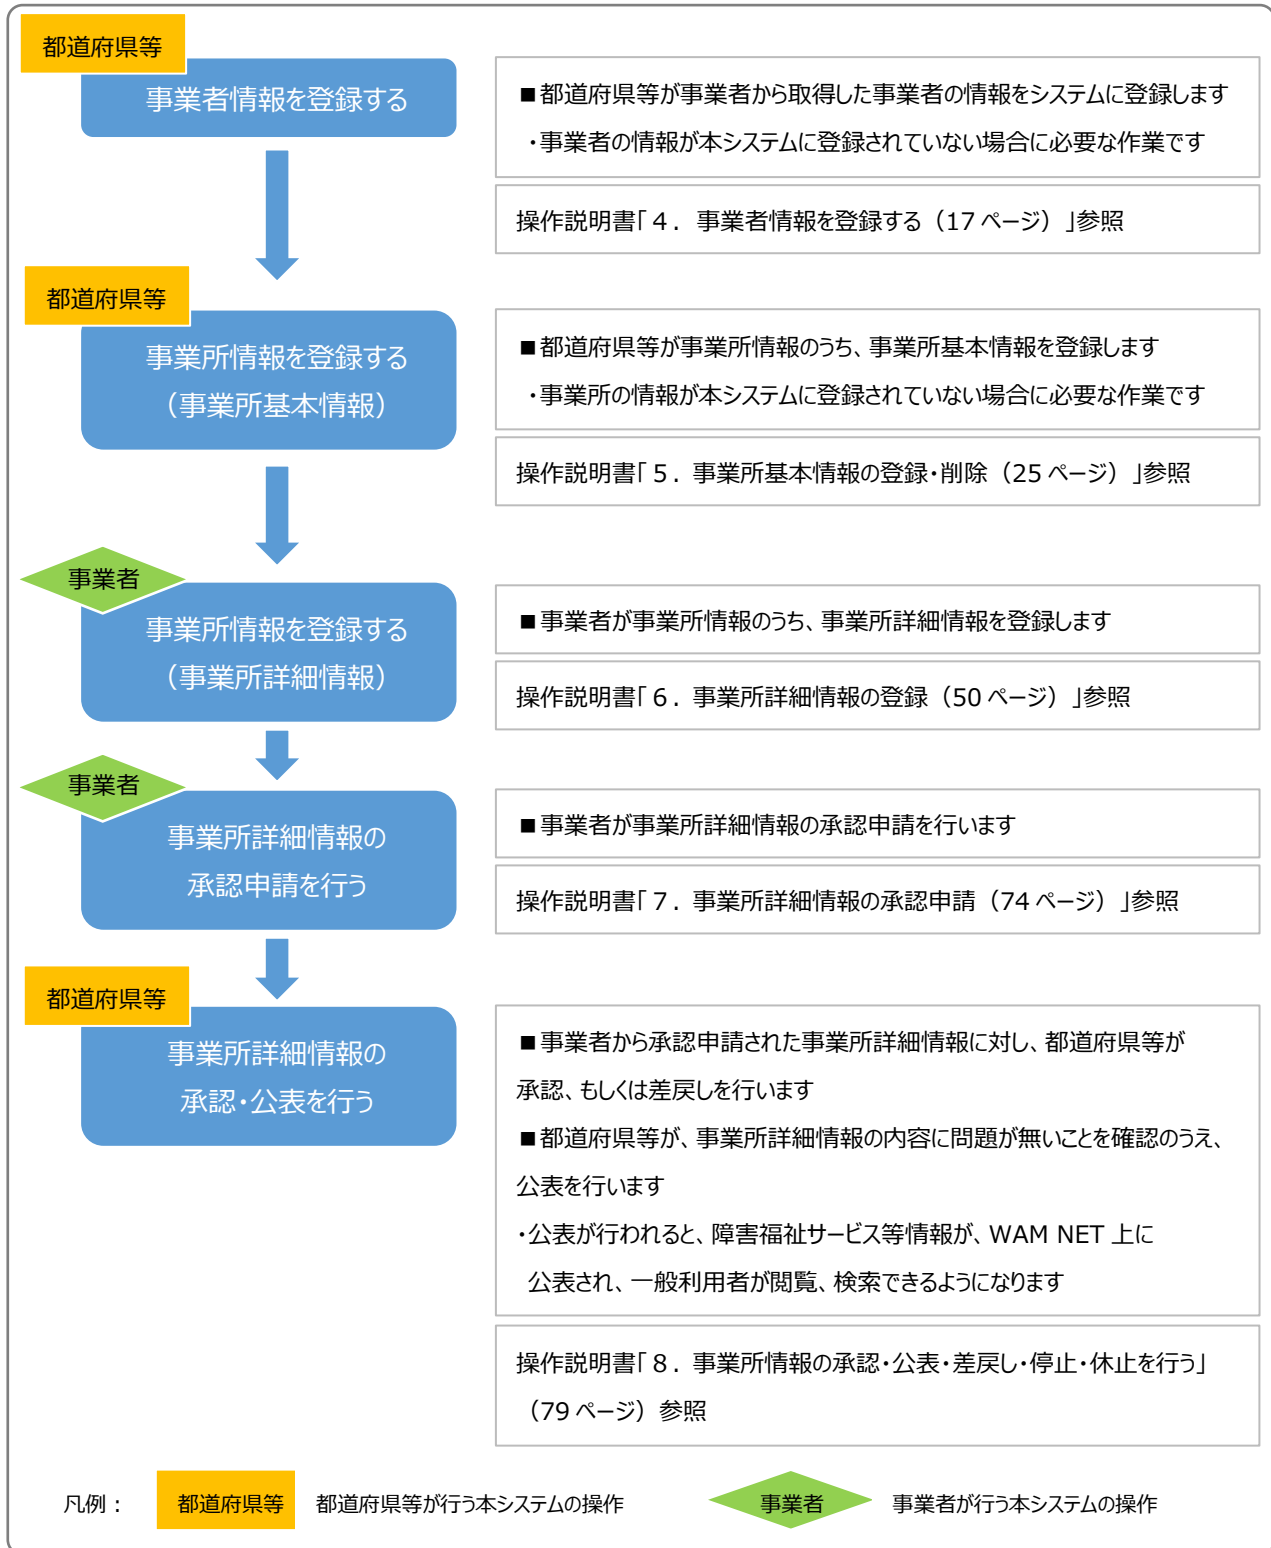 都道府県等
事業者情報を登録する
■都道府県等が事業者から取得した事業者の情報をシステムに登録します
・事業者の情報が本システムに登録されていない場合に必要な作業です
操作説明書「４．事業者情報を登録する（17 ページ）」参照
都道府県等
事業所情報を登録する
（事業所基本情報）
■都道府県等が事業所情報のうち、事業所基本情報を登録します
・事業所の情報が本システムに登録されていない場合に必要な作業です
操作説明書「５．事業所基本情報の登録・削除（25 ページ）」参照
事業者
事業所情報を登録する
（事業所詳細情報）
■事業者が事業所情報のうち、事業所詳細情報を登録します
操作説明書「６．事業所詳細情報の登録（50 ページ）」参照
事業者
事業所詳細情報の
承認申請を行う
■事業者が事業所詳細情報の承認申請を行います
操作説明書「７．事業所詳細情報の承認申請（74 ページ）」参照
都道府県等
事業所詳細情報の
承認・公表を行う
■事業者から承認申請された事業所詳細情報に対し、都道府県等が
承認、もしくは差戻しを行います
■都道府県等が、事業所詳細情報の内容に問題が無いことを確認のうえ、
公表を行います
・公表が行われると、障害福祉サービス等情報が、WAM NET 上に
公表され、一般利用者が閲覧、検索できるようになります
操作説明書「８．事業所情報の承認・公表・差戻し・停止・休止を行う」
（79 ページ）参照
凡例： 都道府県等 都道府県等が行う本システムの操作 事業者 事業者が行う本システムの操作